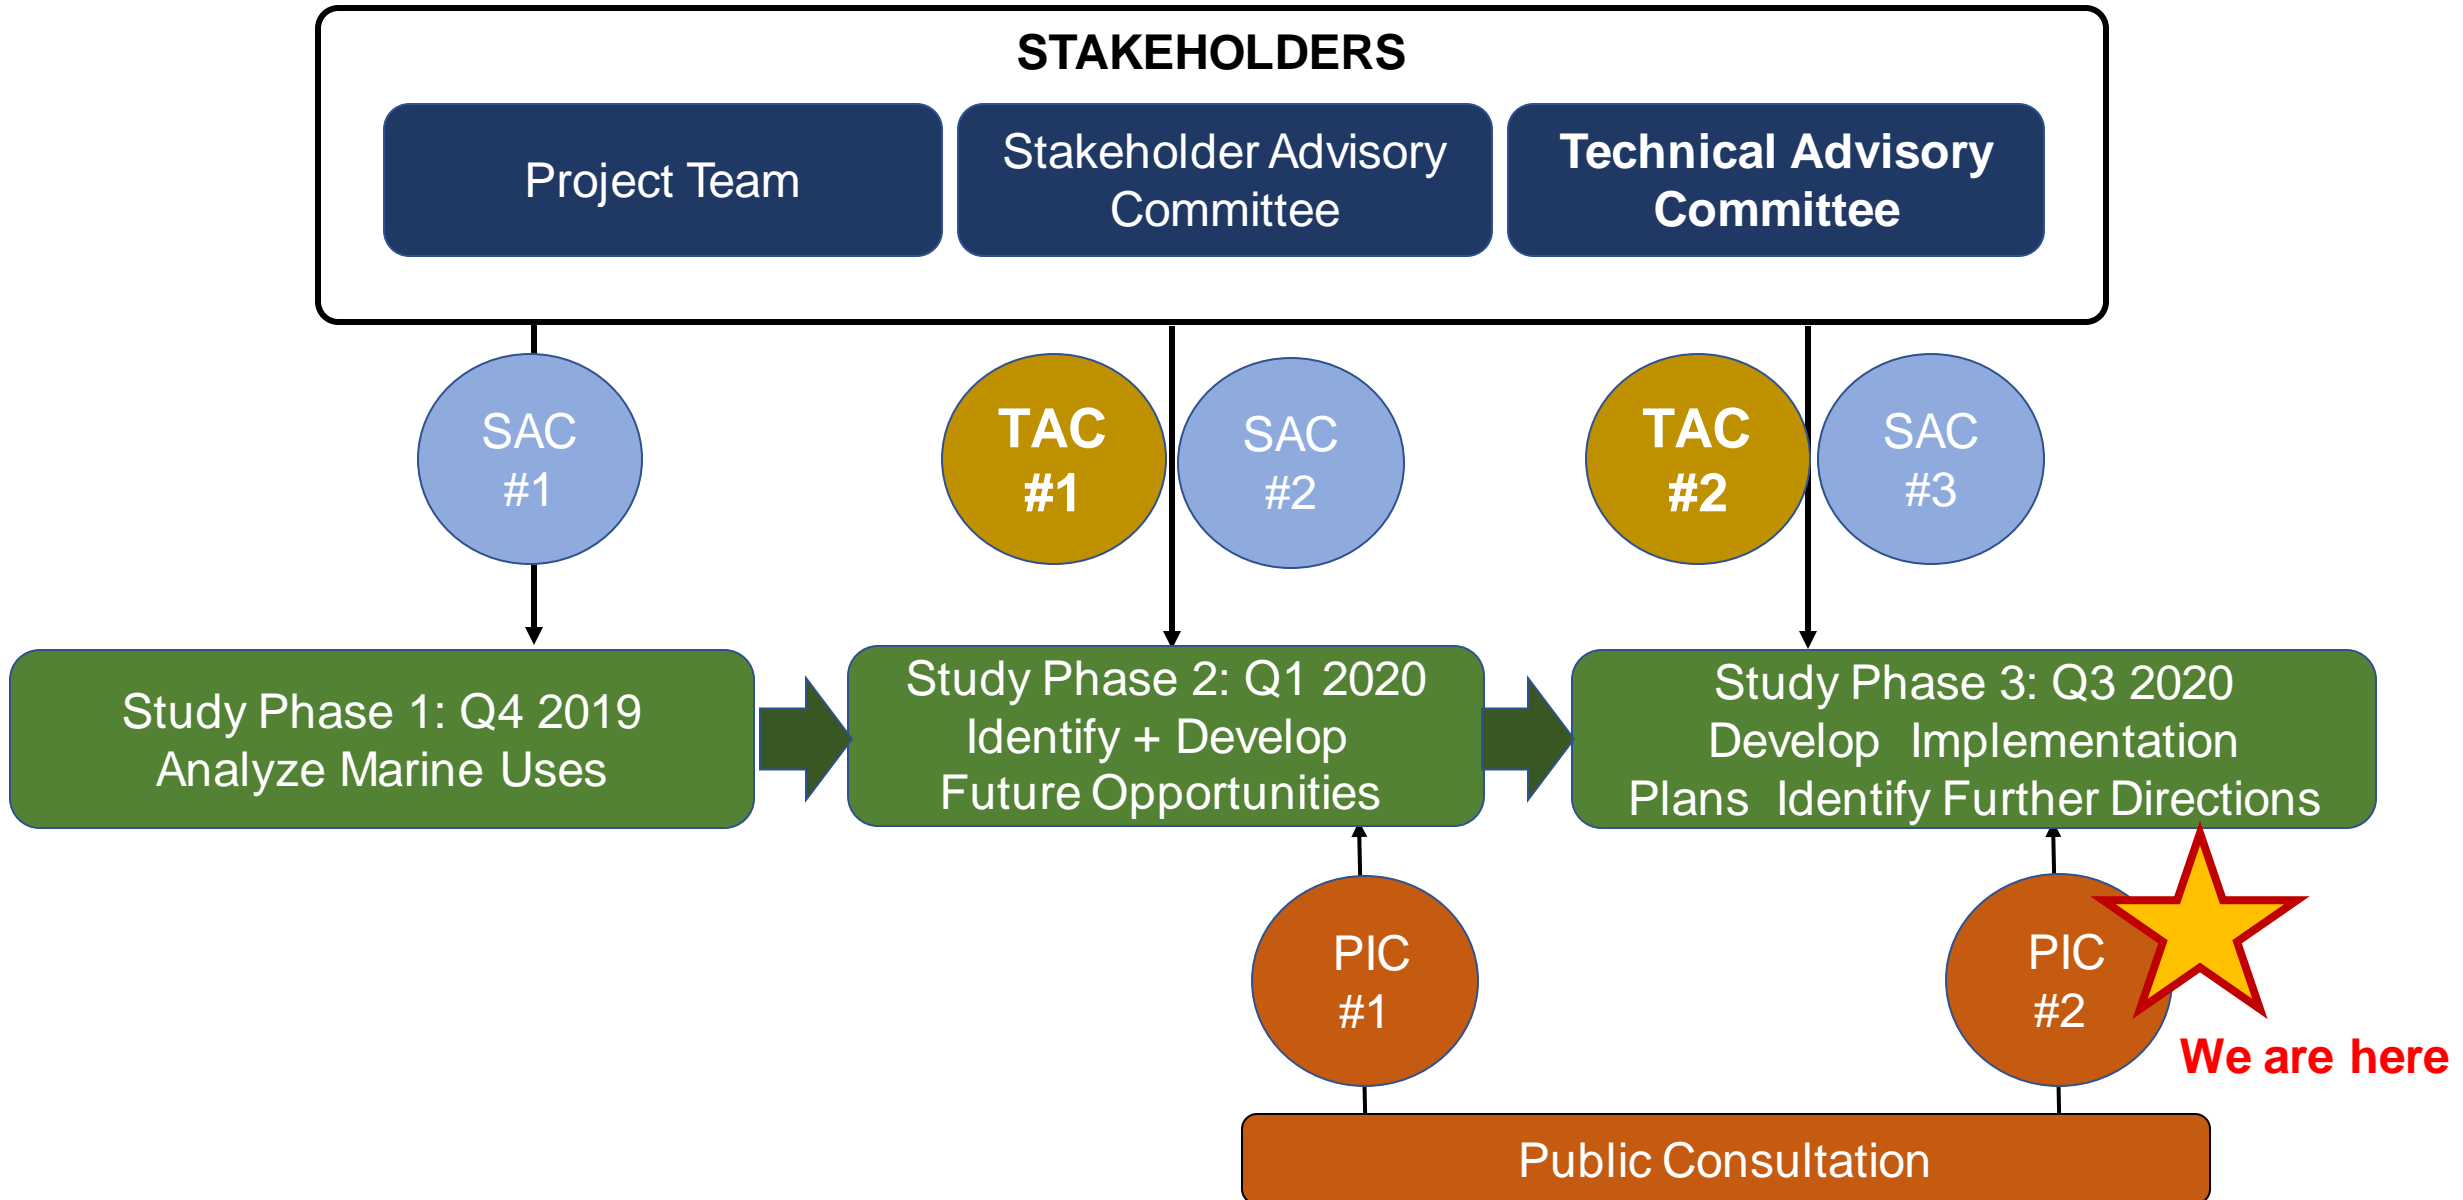 STAKEHOLDERS
Project Team
Stakeholder Advisory
Committee
Technical Advisory
Committee
SAC
#1
TAC
#1
SAC
#2
TAC
#2
SAC
#3
Study Phase 1: Q4 2019
Analyze Marine Uses
Study Phase 2: Q1 2020
Identify + Develop
Future Opportunities
Study Phase 3: Q3 2020
Develop Implementation
Plans Identify Further Directions
PIC
#1
PIC
#2
We are here
Public Consultation